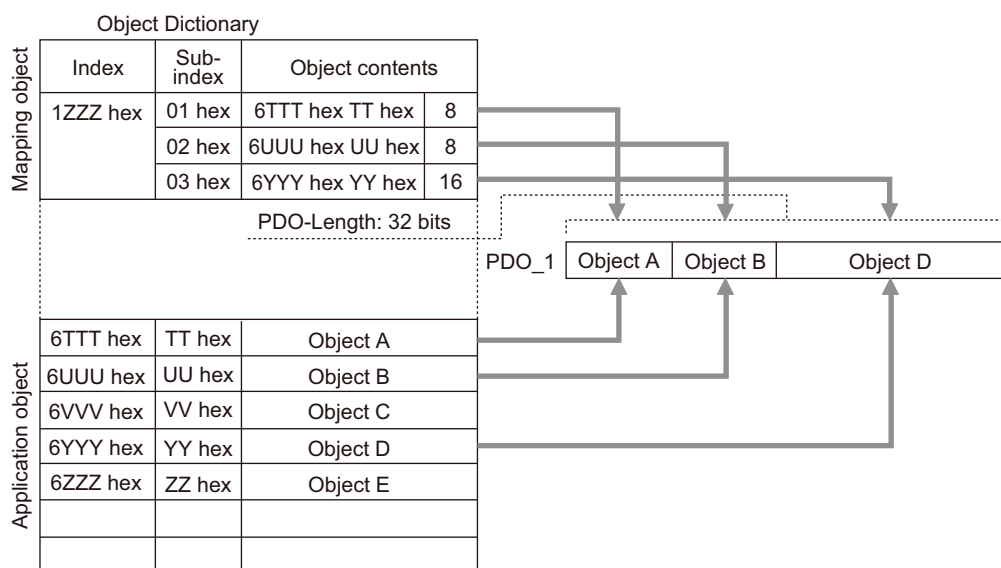 Object Dictionary
Mapping object
Index Sub-index Object contents
1ZZZ hex 01 hex 6TTT hex TT hex 8
02 hex 6UUU hex UU hex 8
03 hex 6YYY hex YY hex 16
PDO-Length: 32 bits
PDO_1 Object A Object B Object D
Application object
6TTT hex TT hex Object A
6UUU hex UU hex Object B
6VVV hex VV hex Object C
6YYY hex YY hex Object D
6ZZZ hex ZZ hex Object E